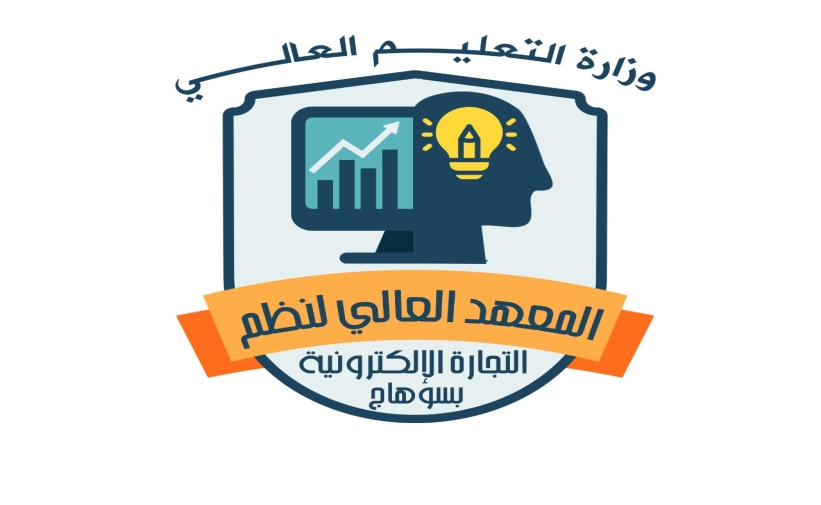 وزارة التعليم العالي
المعهد العالي لنظم
التجارة الإلكترونية
بسوهاج